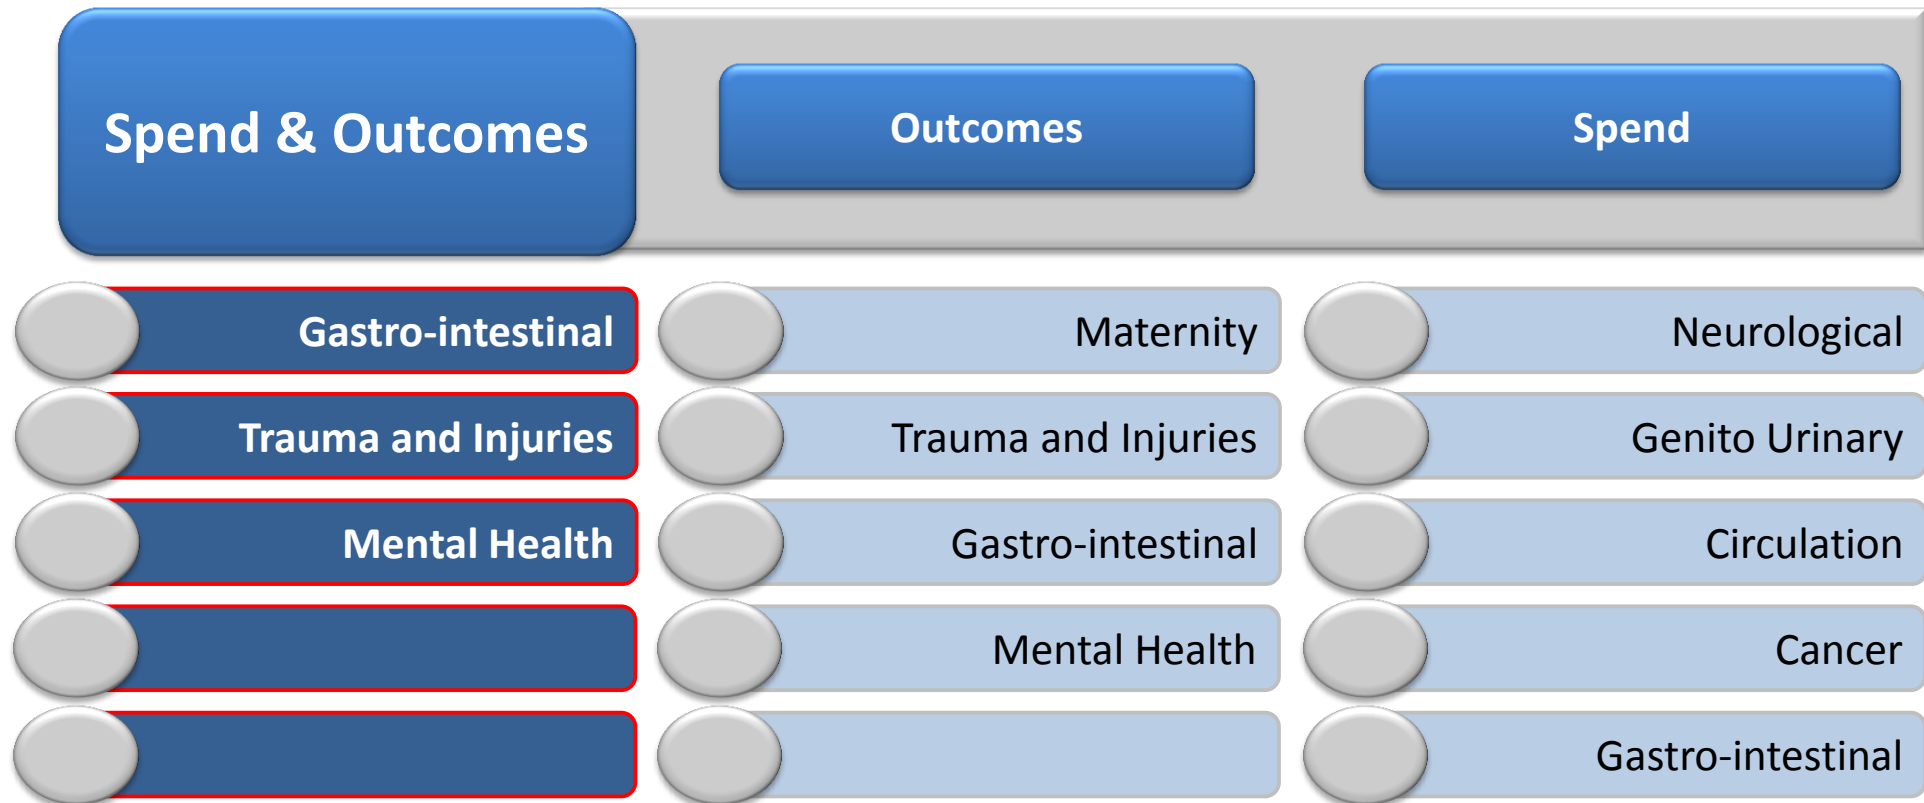 Spend & Outcomes
Outcomes
Spend
Gastro-intestinal
Maternity
Neurological
Trauma and Injuries
Trauma and Injuries
Genito Urinary
Mental Health
Gastro-intestinal
Circulation
Mental Health
Cancer
Gastro-intestinal